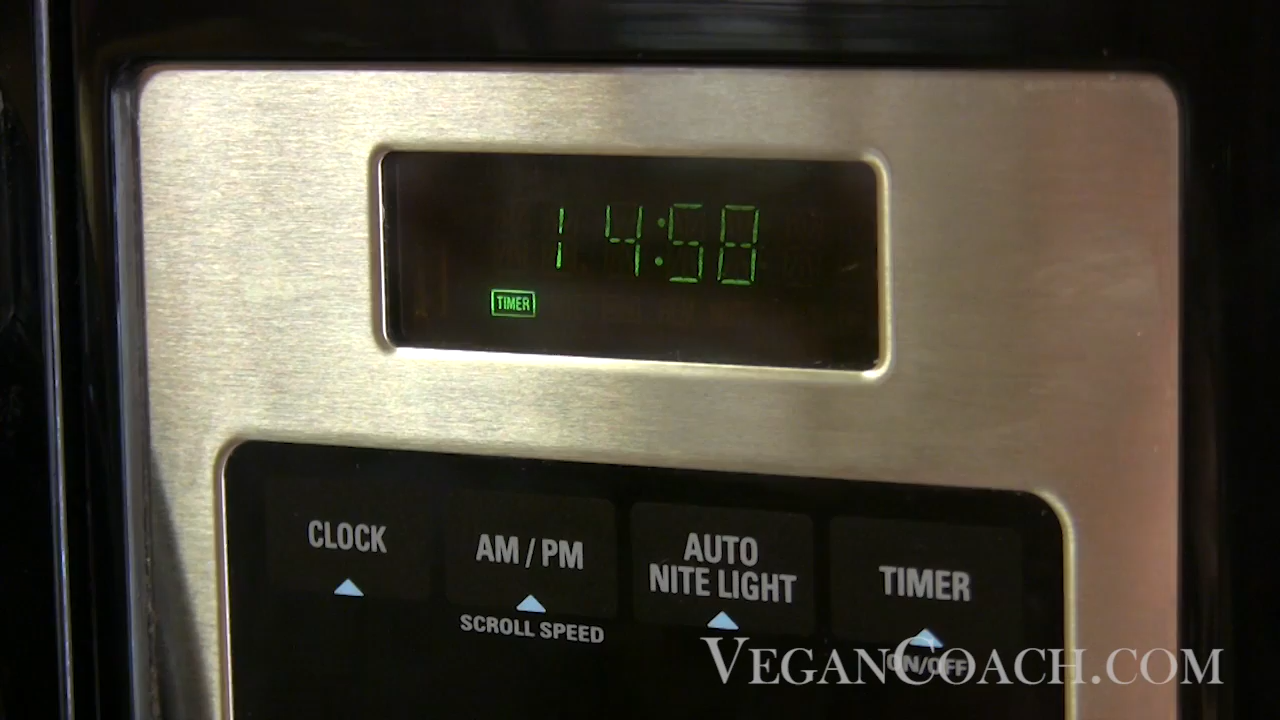 14:58
TIMER
CLOCK
AM/PM
SCROLL SPEED
AUTO
NITE LIGHT
TIMER
ON/OFF
VEGANCOACH.COM